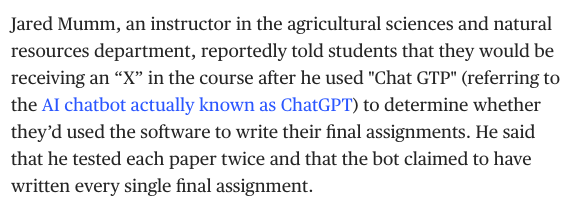 Jared Mumm, an instructor in the agricultural sciences and natural
resources department, reportedly told students that they would be
receiving an “X” in the course after he used "Chat GTP" (referring to
the AI chatbot actually known as ChatGPT) to determine whether
they’d used the software to write their final assignments. He said
that he tested each paper twice and that the bot claimed to have
written every single final assignment.